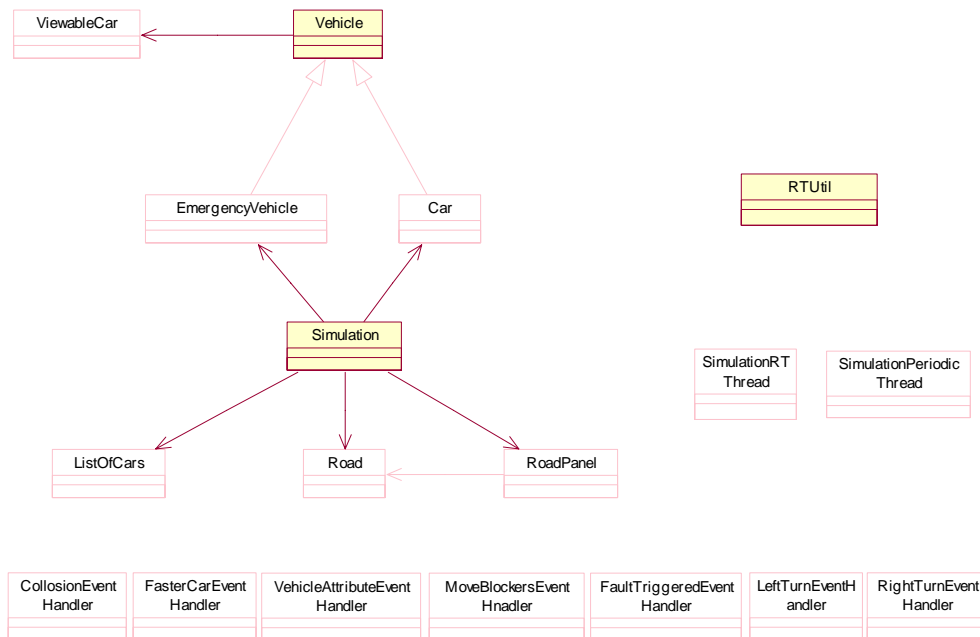 ViewableCar
Vehicle
EmergencyVehicle
Car
RTUtil
Simulation
SimulationRT
Thread
SimulationPeriodic
Thread
ListOfCars
Road
RoadPanel
CollosionEvent
Handler
FasterCarEvent
Handler
VehicleAttributeEvent
Handler
MoveBlockersEvent
Hnadler
FaultTriggeredEvent
Handler
LeftTurnEventH
andler
RightTurnEvent
Handler